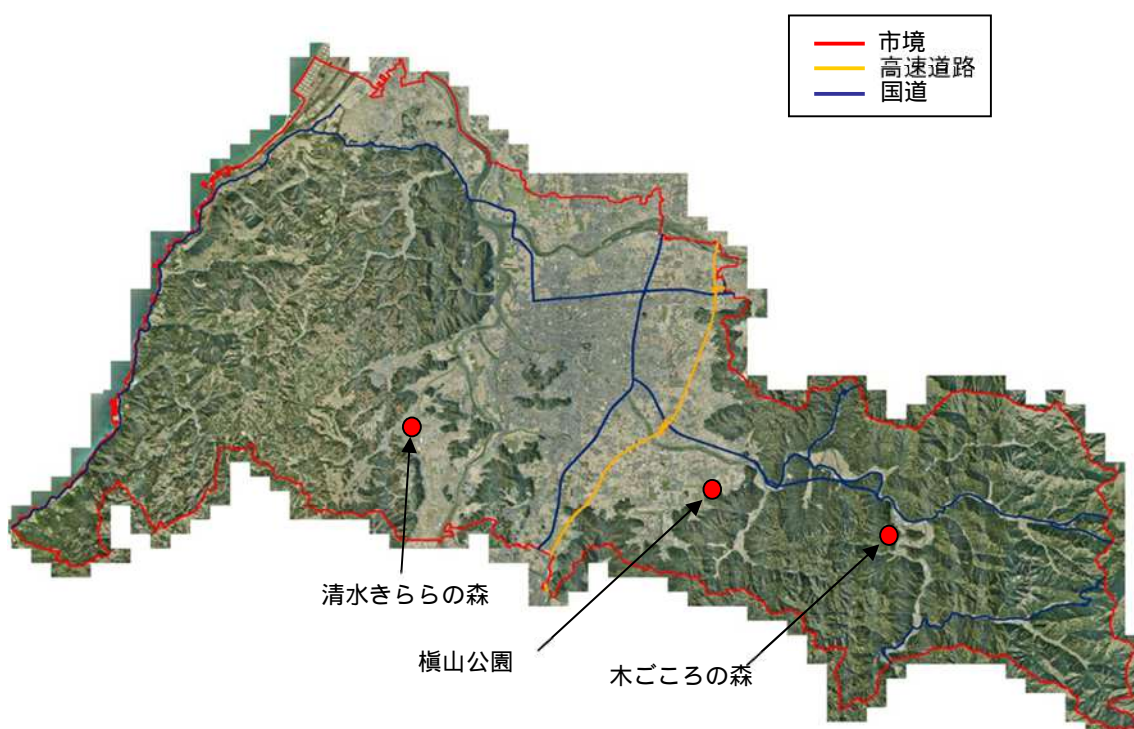 市境
高速道路
国道
清水きららの森
槇山公園
木ごころの森